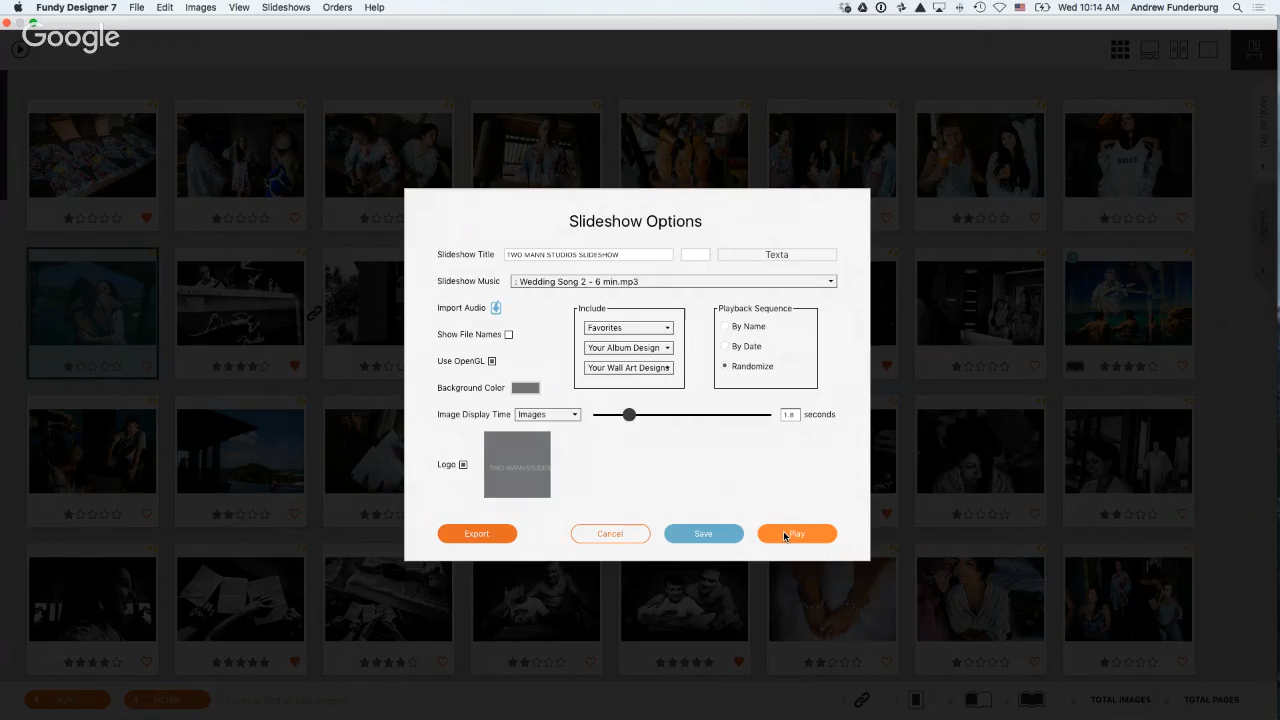 Fundy Designer 7 File Edit Images View Slideshows Orders Help Wed 10:14 AM Andrew Funderburg
Google
BRIDE
Slideshow Options
Slideshow Title TWO MANN STUDIOS SLIDESHOW Texta
Slideshow Music : Wedding Song 2 - 6 min.mp3
Import Audio Include Playback Sequence
Favorites By Name
Show File Names
Your Album Design By Date
Use OpenGL
Your Wall Art Designs Randomize
Background Color
Image Display Time Images 1.8 seconds
Logo TWO MANN STUDIOS
Export Cancel Save Play
TOTAL IMAGES TOTAL PAGES